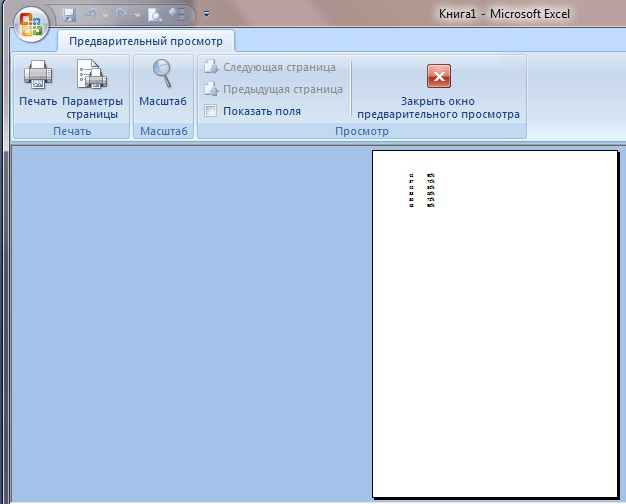 Книга1 - Microsoft Excel
Предварительный просмотр
Печать
Параметры страницы
Масштаб
Следующая страница
Предыдущая страница
Показать поля
Закрыть окно
предварительного просмотра
Печать
Масштаб
Просмотр